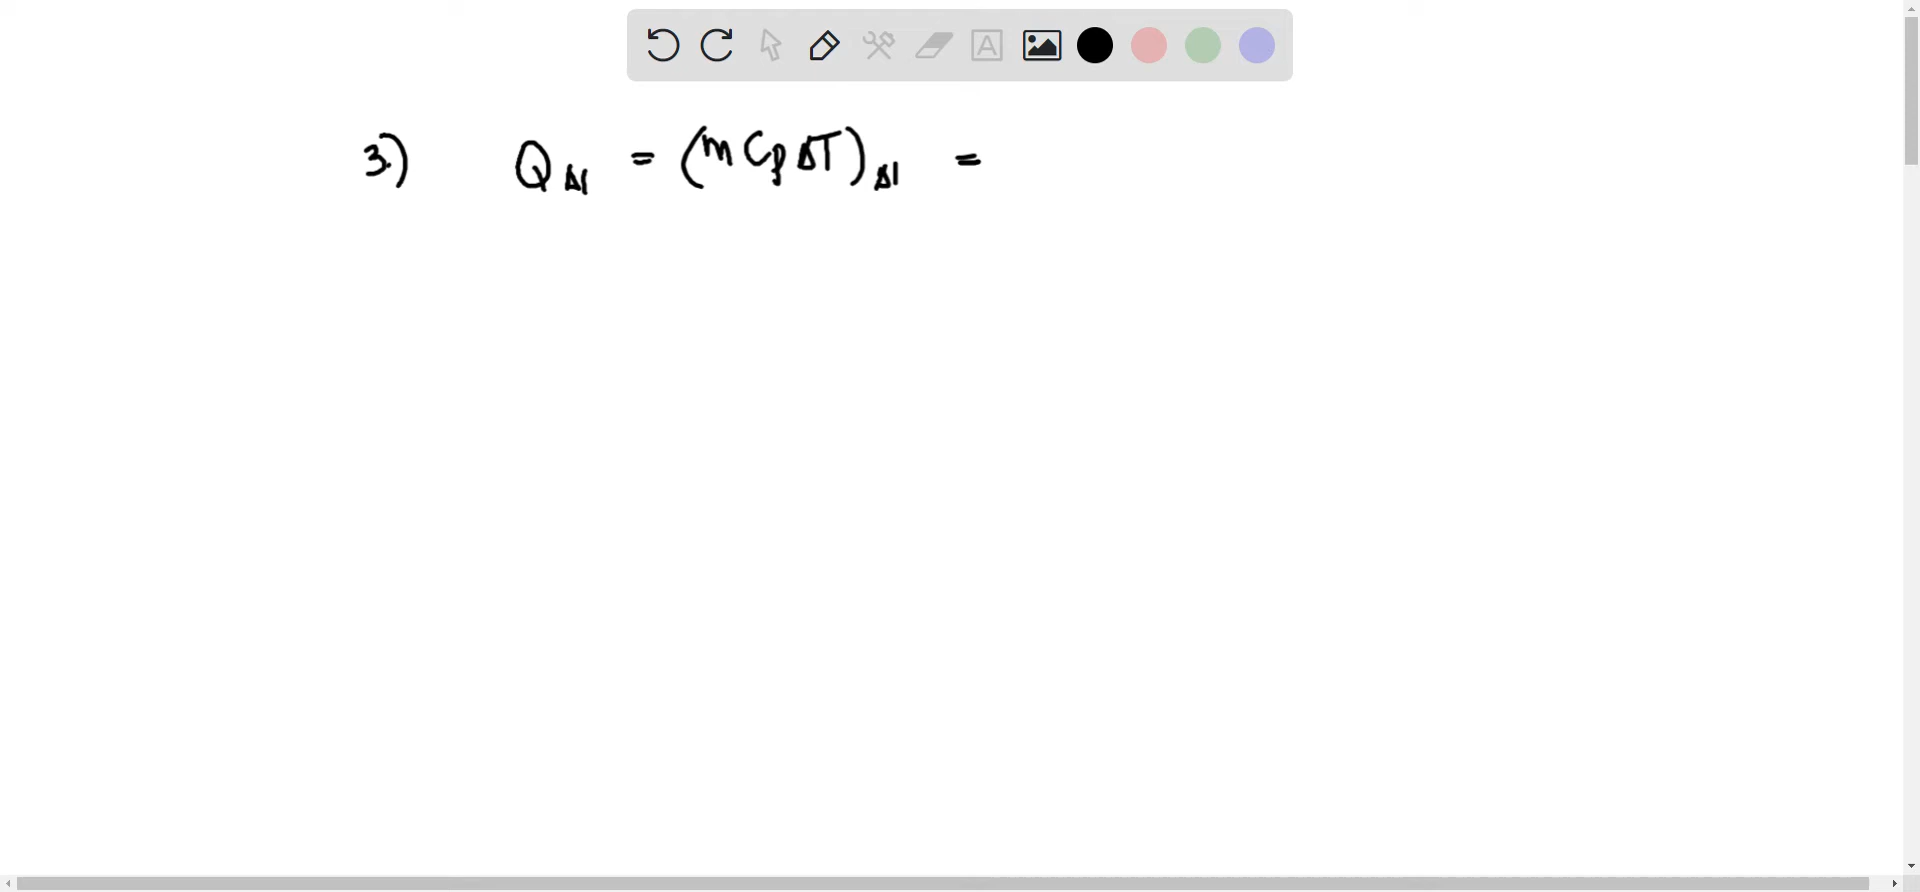 A
3.) Q_Al = (m Cp ΔT)_Al =